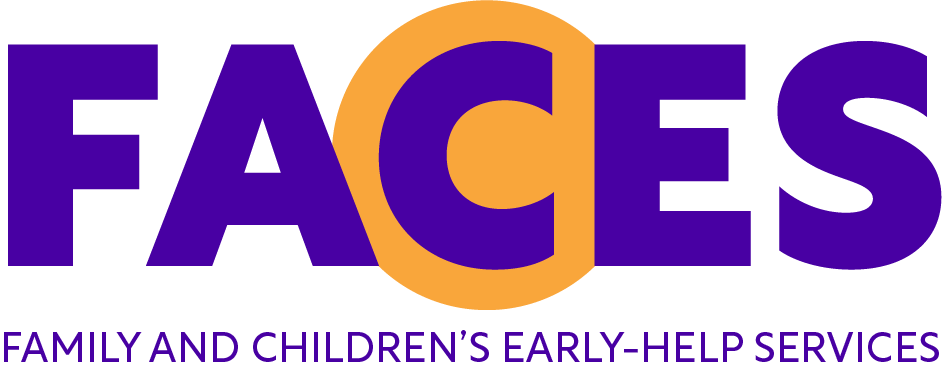 FACES
FAMILY AND CHILDREN’S EARLY-HELP SERVICES